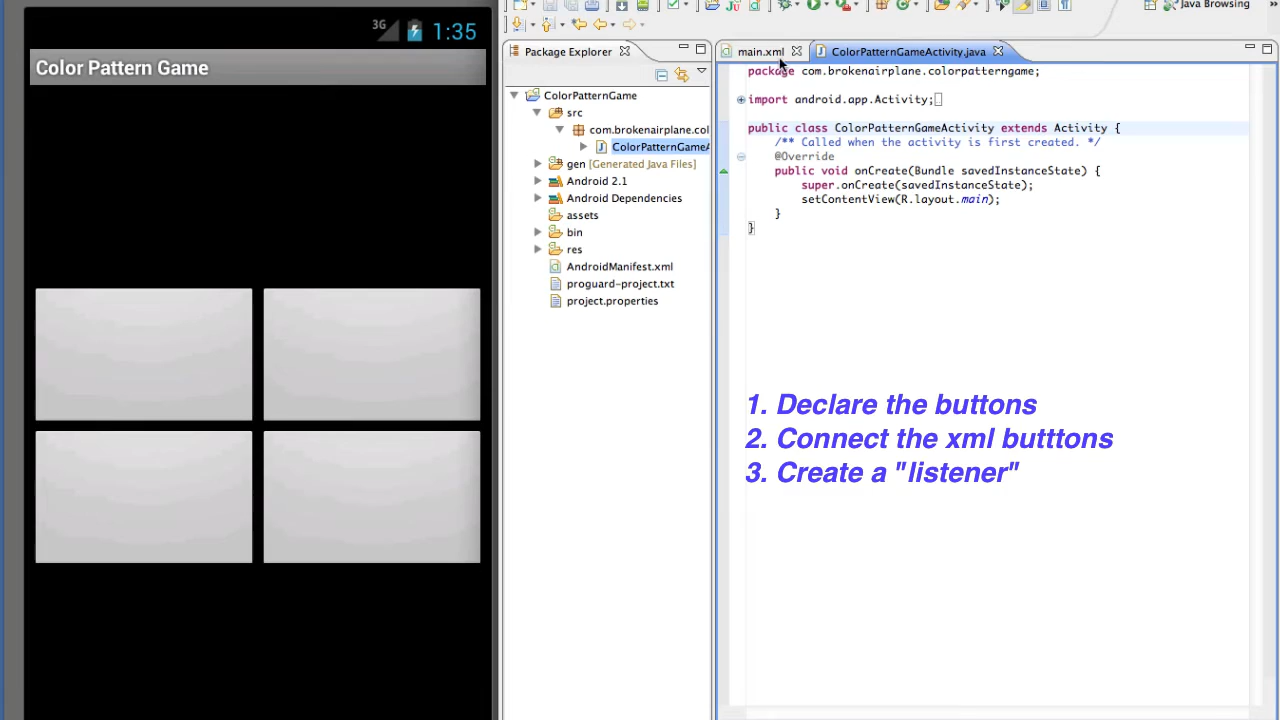 3G 1:35
Color Pattern Game
Java Browsing
Package Explorer
main.xml
ColorPatternGameActivity.java
ColorPatternGame
src
com.brokenairplane.col
ColorPatternGameA
gen [Generated Java Files]
Android 2.1
Android Dependencies
assets
bin
res
AndroidManifest.xml
proguard-project.txt
project.properties
package com.brokenairplane.colorpatterngame;
import android.app.Activity;
public class ColorPatternGameActivity extends Activity {
/** Called when the activity is first created. */
@Override
public void onCreate(Bundle savedInstanceState) {
super.onCreate(savedInstanceState);
setContentView(R.layout.main);
}
}
1. Declare the buttons
2. Connect the xml butttons
3. Create a "listener"